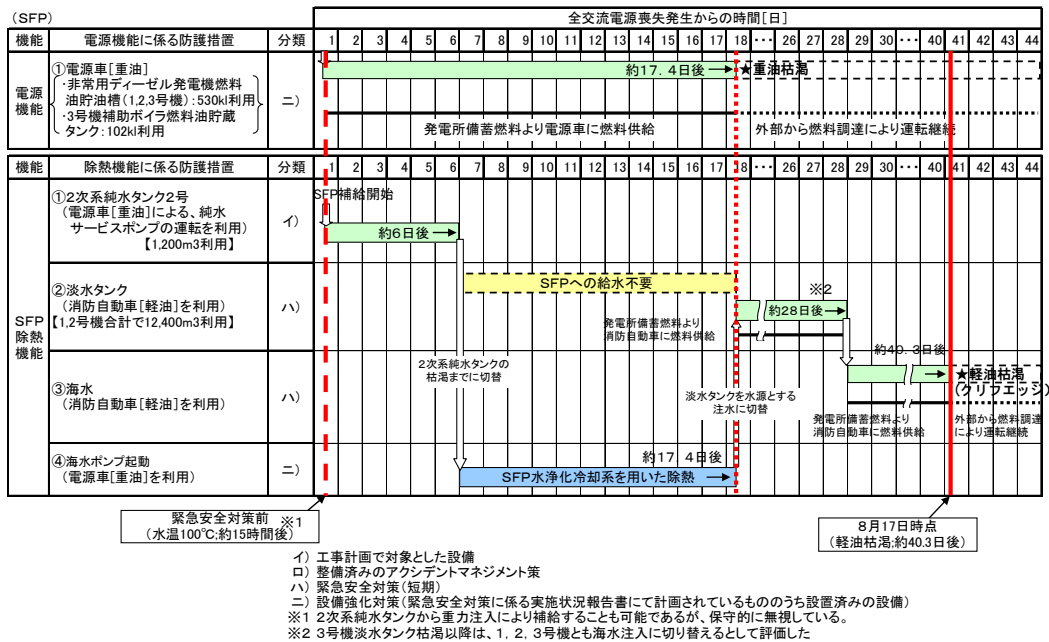 (SFP)
全交流電源喪失発生からの時間[日]
機能 電源機能に係る防護措置 分類 1 2 3 4 5 6 7 8 9 10 11 12 13 14 15 16 17 18 ・・・ 26 27 28 29 30 ・・・ 40 41 42 43 44
電源機能
①電源車[重油]
・非常用ディーゼル発電機燃料
油貯油槽(1,2,3号機):530kl利用
・3号機補助ボイラ燃料油貯蔵
タンク:102kl利用
ニ)
約17.4日後
★重油枯渇
発電所備蓄燃料より電源車に燃料供給
外部から燃料調達により運転継続
機能 除熱機能に係る防護措置 分類 1 2 3 4 5 6 7 8 9 10 11 12 13 14 15 16 17 18 ・・・ 26 27 28 29 30 ・・・ 40 41 42 43 44
SFP除熱機能
①2次系純水タンク2号
(電源車[重油]による、純水
サービスポンプの運転を利用)
【1,200m3利用】
イ)
SFP補給開始
約6日後
②淡水タンク
(消防自動車[軽油]を利用)
【1,2号機合計で12,400m3利用】
ハ)
SFPへの給水不要
※2
約28日後
発電所備蓄燃料より
消防自動車に燃料供給
2次系純水タンクの
枯渇までに切替
③海水
(消防自動車[軽油]を利用)
ハ)
約40.3日後
★軽油枯渇
(クリフエッジ)
淡水タンクを水源とする
注水に切替
発電所備蓄燃料より
消防自動車に燃料供給
外部から燃料調達
により運転継続
④海水ポンプ起動
(電源車[重油]を利用)
ニ)
約17.4日後
SFP水浄化冷却系を用いた除熱
緊急安全対策前 ※1
(水温100℃;約15時間後)
8月17日時点
(軽油枯渇;約40.3日後)
イ) 工事計画で対象とした設備
ロ) 整備済みのアクシデントマネジメント策
ハ) 緊急安全対策(短期)
ニ) 設備強化対策(緊急安全対策に係る実施状況報告書にて計画されているもののうち設置済みの設備)
※1 2次系純水タンクから重力注入により補給することも可能であるが、保守的に無視している。
※2 3号機淡水タンク枯渇以降は、1,2,3号機とも海水注入に切り替えるとして評価した